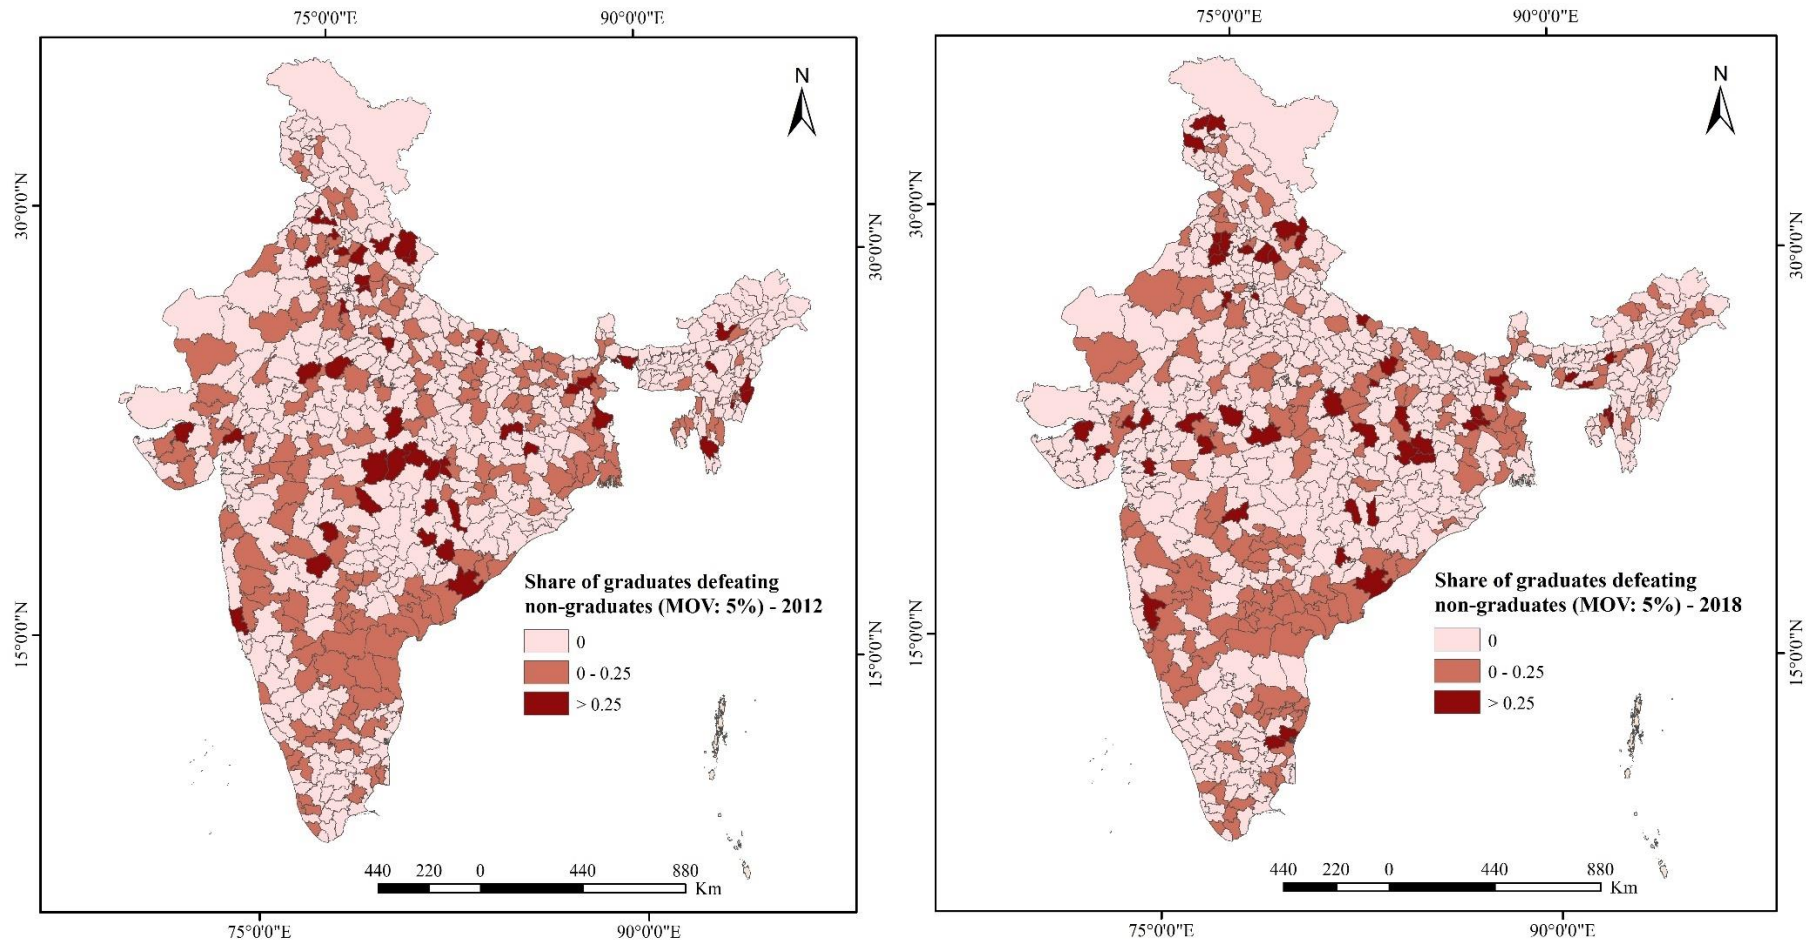 75°0'0"E 90°0'0"E
N
30°0'0"N
30°0'0"N
15°0'0"N
15°0'0"N
Share of graduates defeating
non-graduates (MOV: 5%) - 2012
0
0 - 0.25
> 0.25
440 220 0 440 880
Km
75°0'0"E 90°0'0"E
75°0'0"E 90°0'0"E
N
30°0'0"N
30°0'0"N
15°0'0"N
15°0'0"N
Share of graduates defeating
non-graduates (MOV: 5%) - 2018
0
0 - 0.25
> 0.25
440 220 0 440 880
Km
75°0'0"E 90°0'0"E